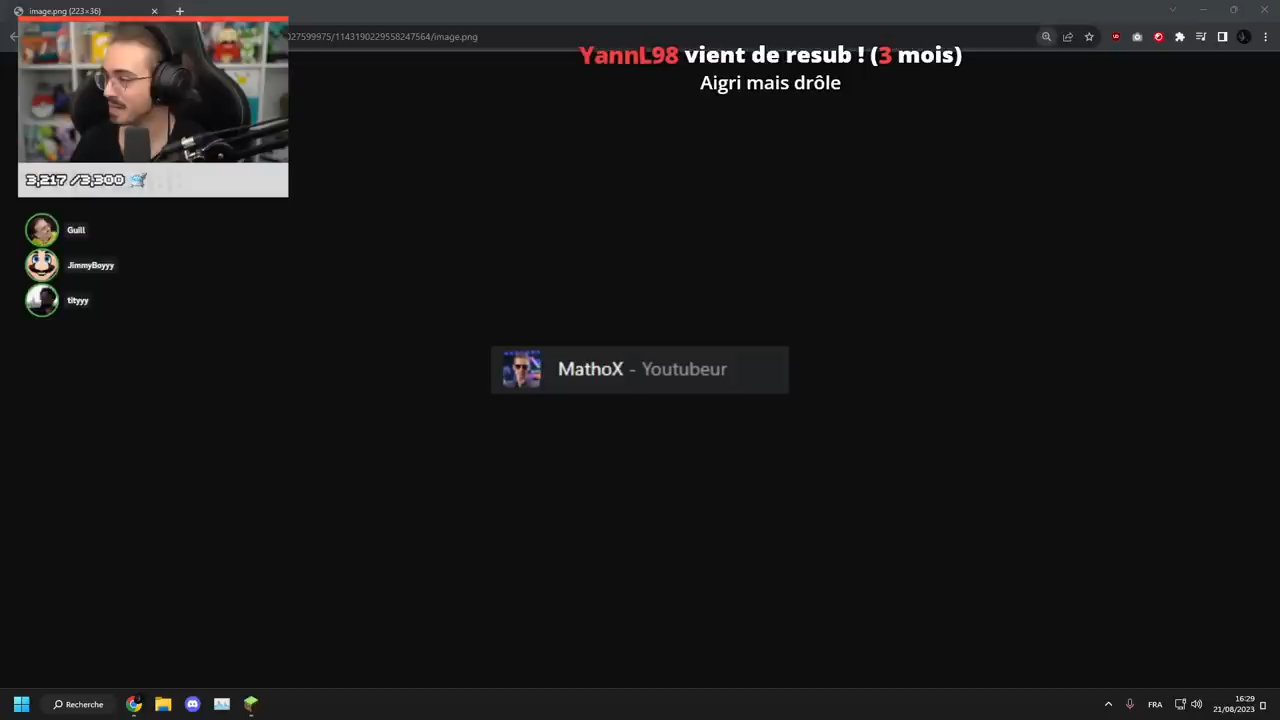 image.png (223×36)
027599975/1143190229558247564/image.png
YannL98 vient de resub ! (3 mois)
Aigri mais drôle
3,217 /3,300
Guill
JimmyBoyyy
tityyy
MathoX - Youtubeur
Recherche
FRA
16:29
21/08/2023